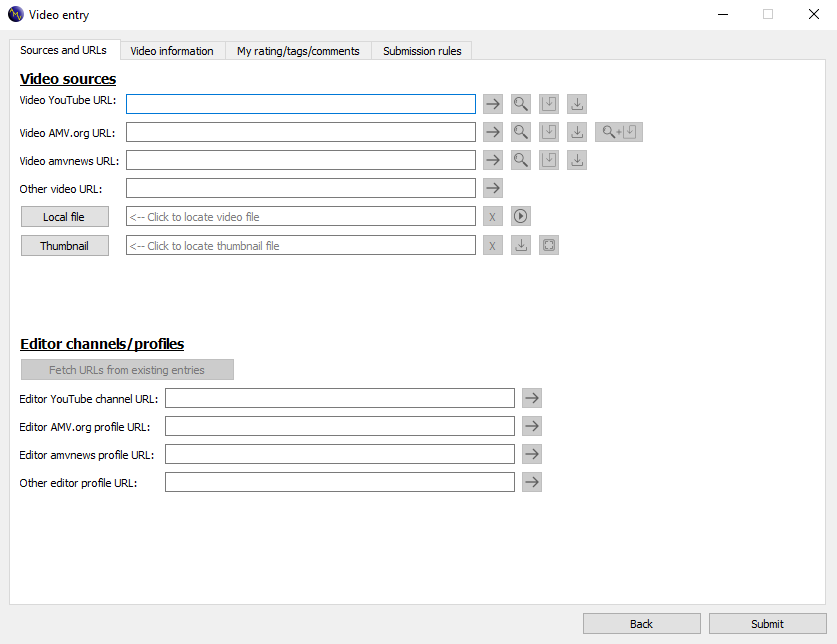 Video entry
Sources and URLs
Video information
My rating/tags/comments
Submission rules
Video sources
Video YouTube URL:
Video AMV.org URL:
Video amvnews URL:
Other video URL:
Local file
<-- Click to locate video file
X
Thumbnail
<-- Click to locate thumbnail file
X
Editor channels/profiles
Fetch URLs from existing entries
Editor YouTube channel URL:
Editor AMV.org profile URL:
Editor amvnews profile URL:
Other editor profile URL:
Back
Submit